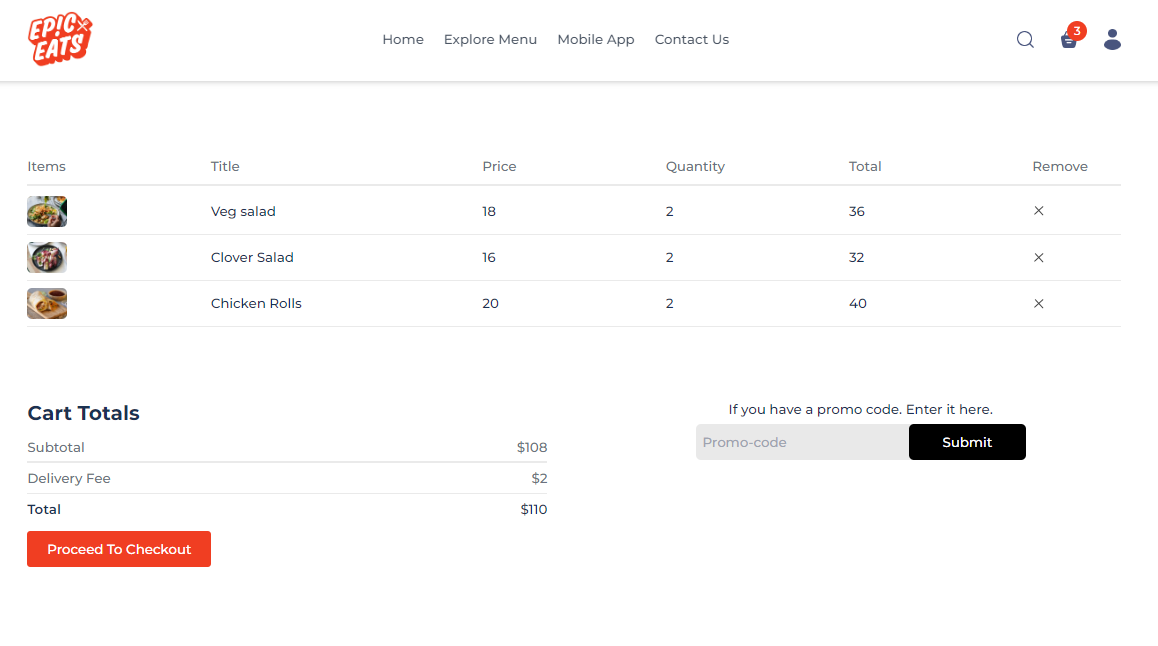 EP!C
EATS
Home Explore Menu Mobile App Contact Us
3
Items Title Price Quantity Total Remove
Veg salad 18 2 36
Clover Salad 16 2 32
Chicken Rolls 20 2 40
Cart Totals
Subtotal $108
Delivery Fee $2
Total $110
Proceed To Checkout
If you have a promo code. Enter it here.
Promo-code Submit